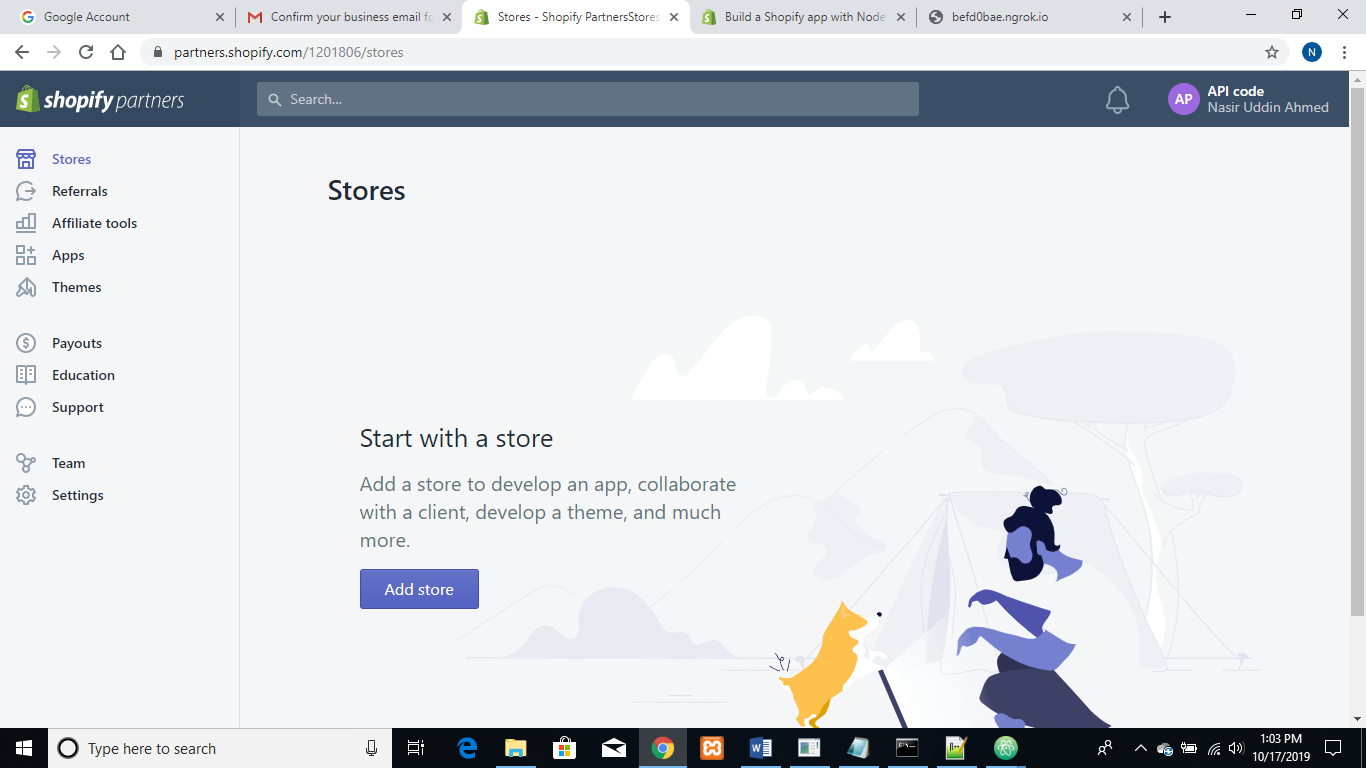 Google Account
Confirm your business email fo
Stores - Shopify PartnersStores
Build a Shopify app with Node
befd0bae.ngrok.io
partners.shopify.com/1201806/stores
N
shopify partners
Search...
AP
API code
Nasir Uddin Ahmed
Stores
Referrals
Affiliate tools
Apps
Themes
Payouts
Education
Support
Team
Settings
Stores
Start with a store
Add a store to develop an app, collaborate
with a client, develop a theme, and much
more.
Add store
Type here to search
1:03 PM
10/17/2019